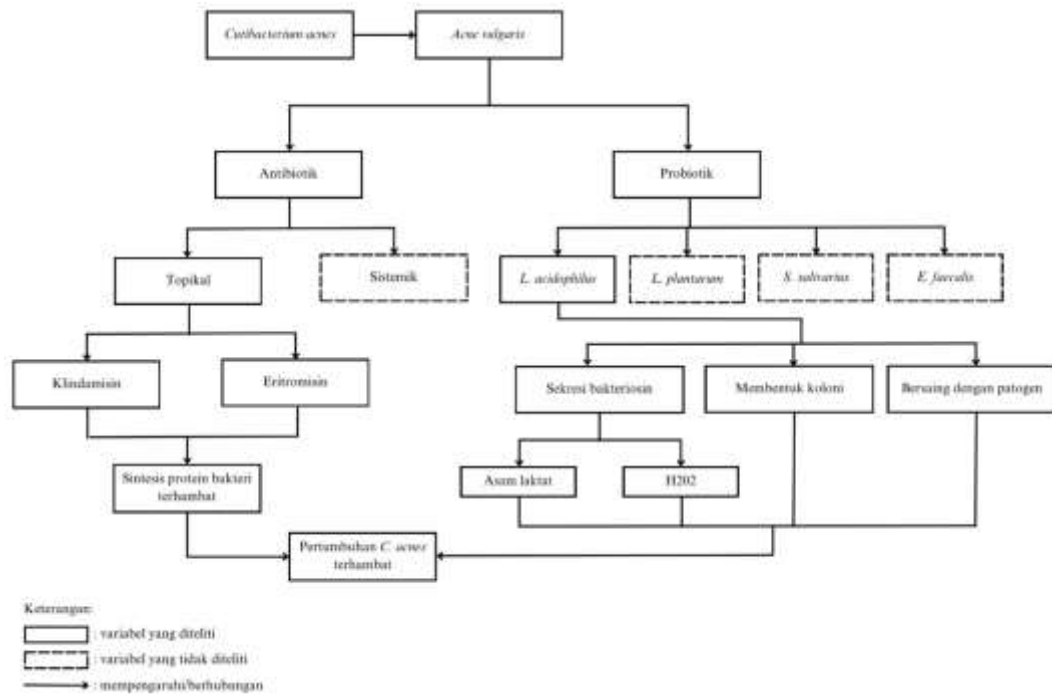 Cutibacterium acnes
Acne vulgaris
Antibiotik
Probiotik
Topikal
Sistemik
L. acidophilus
L. plantarum
S. salivarius
E. faecalis
Klindamisin
Eritromisin
Sekresi bakteriosin
Membentuk koloni
Bersaing dengan patogen
Sintesis protein bakteri
terhambat
Asam laktat
H202
Pertumbuhan C. acnes
terhambat
Keterangan:
: variabel yang diteliti
: variabel yang tidak diteliti
: mempengaruhi/berhubungan